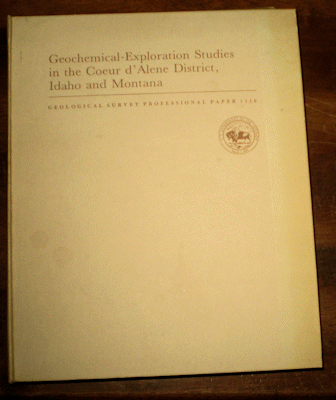 Geochemical-Exploration Studies
in the Coeur d'Alene District,
Idaho and Montana
GEOLOGICAL SURVEY PROFESSIONAL PAPER